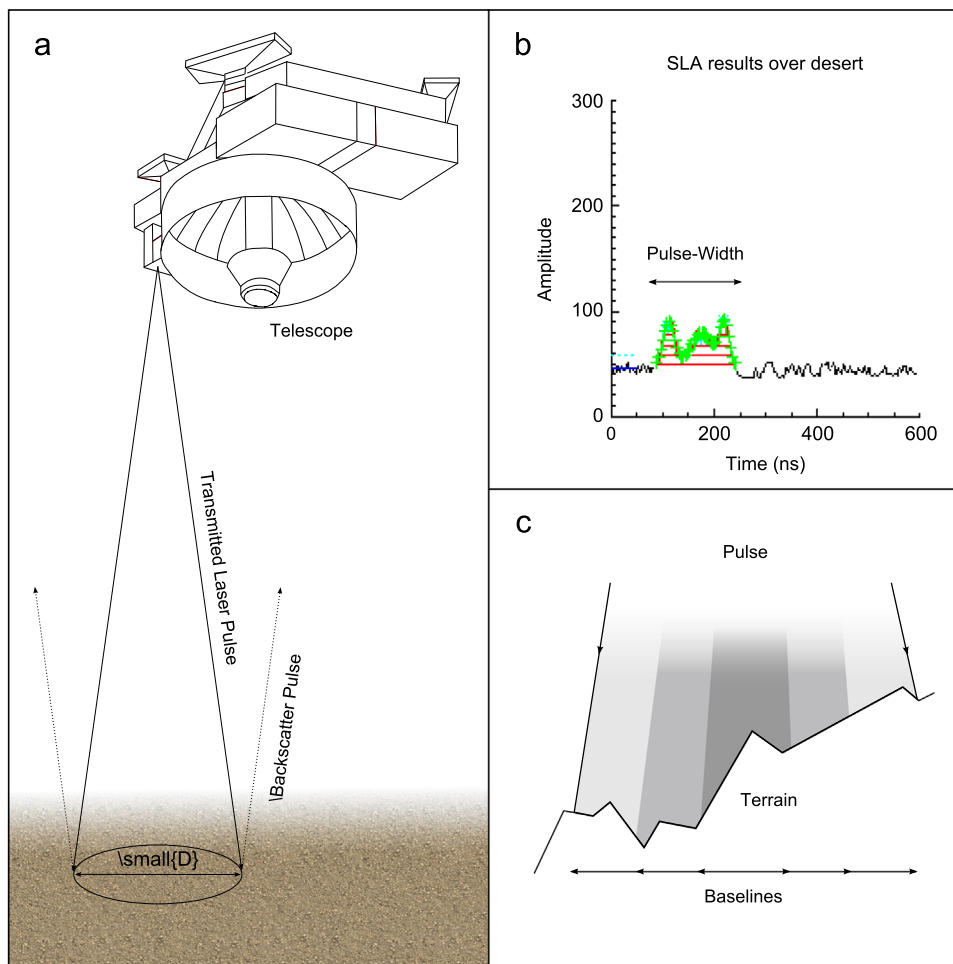 a
Telescope
Transmitted Laser Pulse
\Backscatter Pulse
\small{D}
b
SLA results over desert
300
200
100
0
Amplitude
Pulse-Width
0
200
400
600
Time (ns)
c
Pulse
Terrain
Baselines